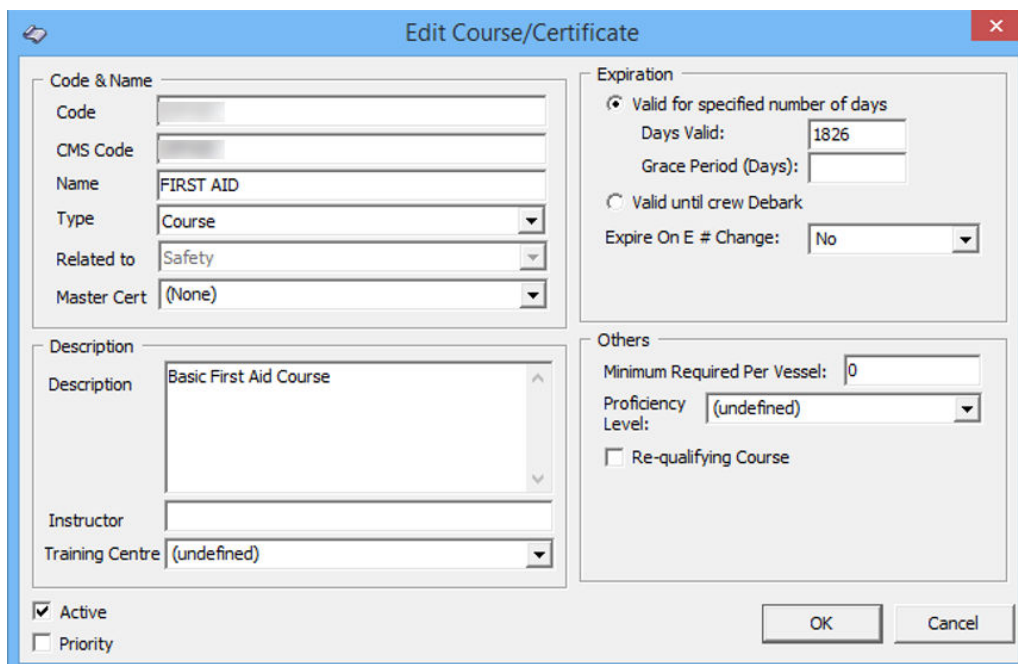 Edit Course/Certificate
Code & Name
Code
CMS Code
Name FIRST AID
Type Course
Related to Safety
Master Cert (None)
Description
Description Basic First Aid Course
Instructor
Training Centre (undefined)
Active
Priority
Expiration
Valid for specified number of days
Days Valid: 1826
Grace Period (Days):
Valid until crew Debark
Expire On E # Change: No
Others
Minimum Required Per Vessel: 0
Proficiency
Level: (undefined)
Re-qualifying Course
OK Cancel